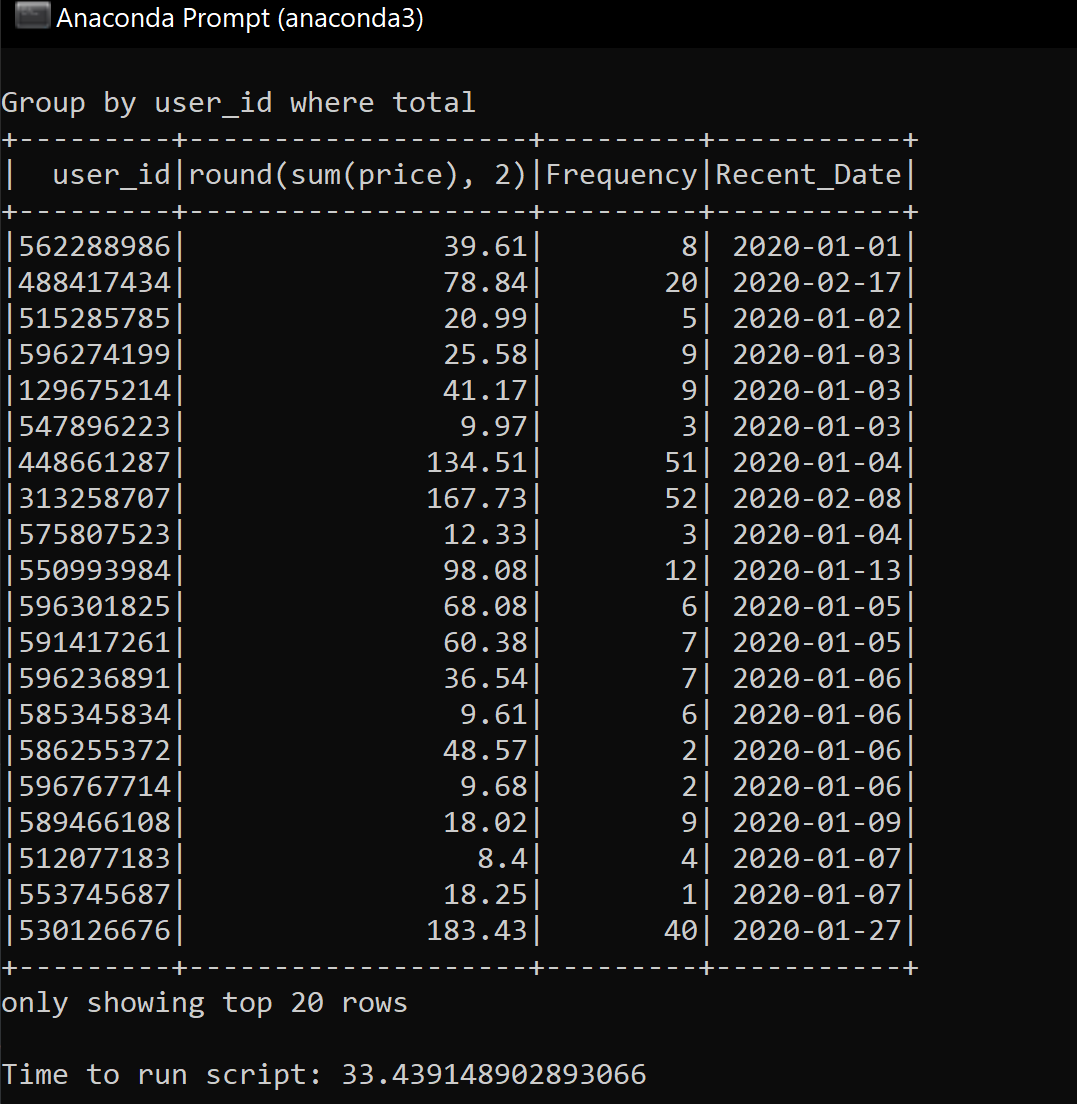 Anaconda Prompt (anaconda3)
Group by user_id where total
+---------+--------------------+---------+-----------+
|  user_id|round(sum(price), 2)|Frequency|Recent_Date|
+---------+--------------------+---------+-----------+
|562288986|               39.61|        8| 2020-01-01|
|488417434|               78.84|       20| 2020-02-17|
|515285785|               20.99|        5| 2020-01-02|
|596274199|               25.58|        9| 2020-01-03|
|129675214|               41.17|        9| 2020-01-03|
|547896223|                9.97|        3| 2020-01-03|
|448661287|              134.51|       51| 2020-01-04|
|313258707|              167.73|       52| 2020-02-08|
|575807523|               12.33|        3| 2020-01-04|
|550993984|               98.08|       12| 2020-01-13|
|596301825|               68.08|        6| 2020-01-05|
|591417261|               60.38|        7| 2020-01-05|
|596236891|               36.54|        7| 2020-01-06|
|585345834|                9.61|        6| 2020-01-06|
|586255372|               48.57|        2| 2020-01-06|
|596767714|                9.68|        2| 2020-01-06|
|589466108|               18.02|        9| 2020-01-09|
|512077183|                 8.4|        4| 2020-01-07|
|553745687|               18.25|        1| 2020-01-07|
|530126676|              183.43|       40| 2020-01-27|
+---------+--------------------+---------+-----------+
only showing top 20 rows
Time to run script: 33.439148902893066